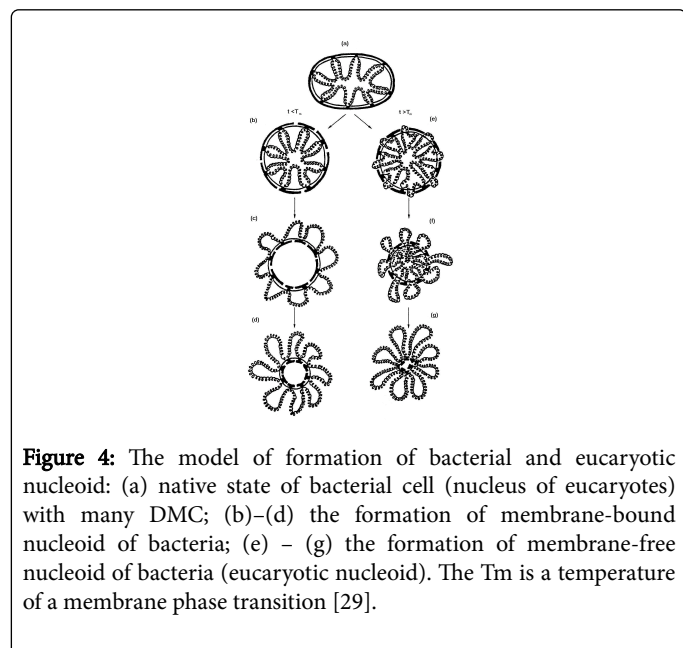 (a)
t <Tm
t >Tm
(b)
(e)
(c)
(f)
(d)
(g)
Figure 4: The model of formation of bacterial and eucaryotic
nucleoid: (a) native state of bacterial cell (nucleus of eucaryotes)
with many DMC; (b)–(d) the formation of membrane-bound
nucleoid of bacteria; (e) – (g) the formation of membrane-free
nucleoid of bacteria (eucaryotic nucleoid). The Tm is a temperature
of a membrane phase transition [29].